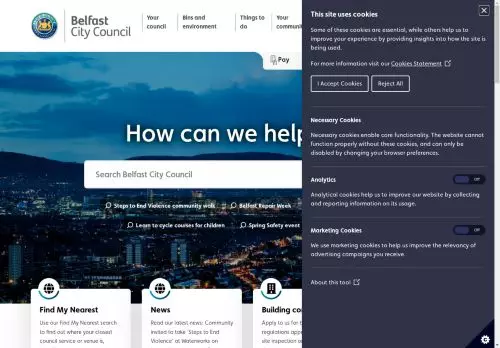 Belfast
City Council
Your
council
Bins and
environment
Things to
do
Your
community
Pay
How can we help
Search Belfast City Council
Steps to End Violence community walk
Belfast Repair Week
Learn to cycle courses for children
Spring Safety event
Find My Nearest
Use our Find My Nearest search
to find out where your closest
council service or venue is,
News
Read our latest news: Community
invited to take 'Steps to End
Violence' at Waterworks on
Building con
Apply to us for
regulations appro
site inspection o
This site uses cookies
Some of these cookies are essential, while others help us to
improve your experience by providing insights into how the site is
being used.
For more information visit our Cookies Statement
I Accept Cookies
Reject All
Necessary Cookies
Necessary cookies enable core functionality. The website cannot
function properly without these cookies, and can only be
disabled by changing your browser preferences.
Analytics
Off
Analytical cookies help us to improve our website by collecting
and reporting information on its usage.
Marketing Cookies
Off
We use marketing cookies to help us improve the relevancy of
advertising campaigns you receive.
About this tool